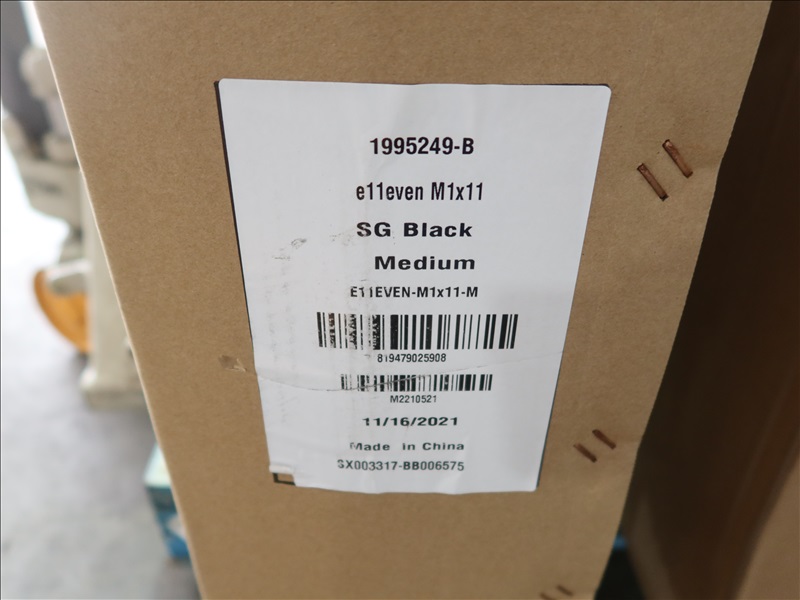 1995249-B
e11even M1x11
SG Black
Medium
E11EVEN-M1x11-M
819479025908
M2210521
11/16/2021
Made in China
SX003317-BB006575